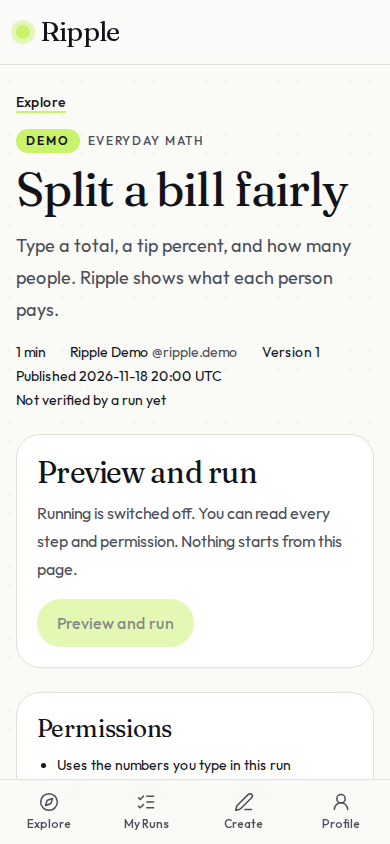 Ripple
Explore
DEMO EVERYDAY MATH
Split a bill fairly
Type a total, a tip percent, and how many
people. Ripple shows what each person
pays.
1 min Ripple Demo @ripple.demo Version 1
Published 2026-11-18 20:00 UTC
Not verified by a run yet
Preview and run
Running is switched off. You can read every
step and permission. Nothing starts from this
page.
Preview and run
Permissions
Uses the numbers you type in this run
Explore My Runs Create Profile